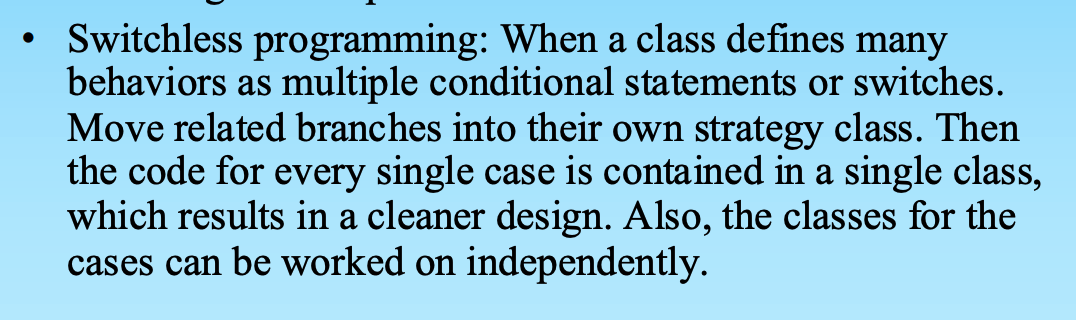 • Switchless programming: When a class defines many
behaviors as multiple conditional statements or switches.
Move related branches into their own strategy class. Then
the code for every single case is contained in a single class,
which results in a cleaner design. Also, the classes for the
cases can be worked on independently.